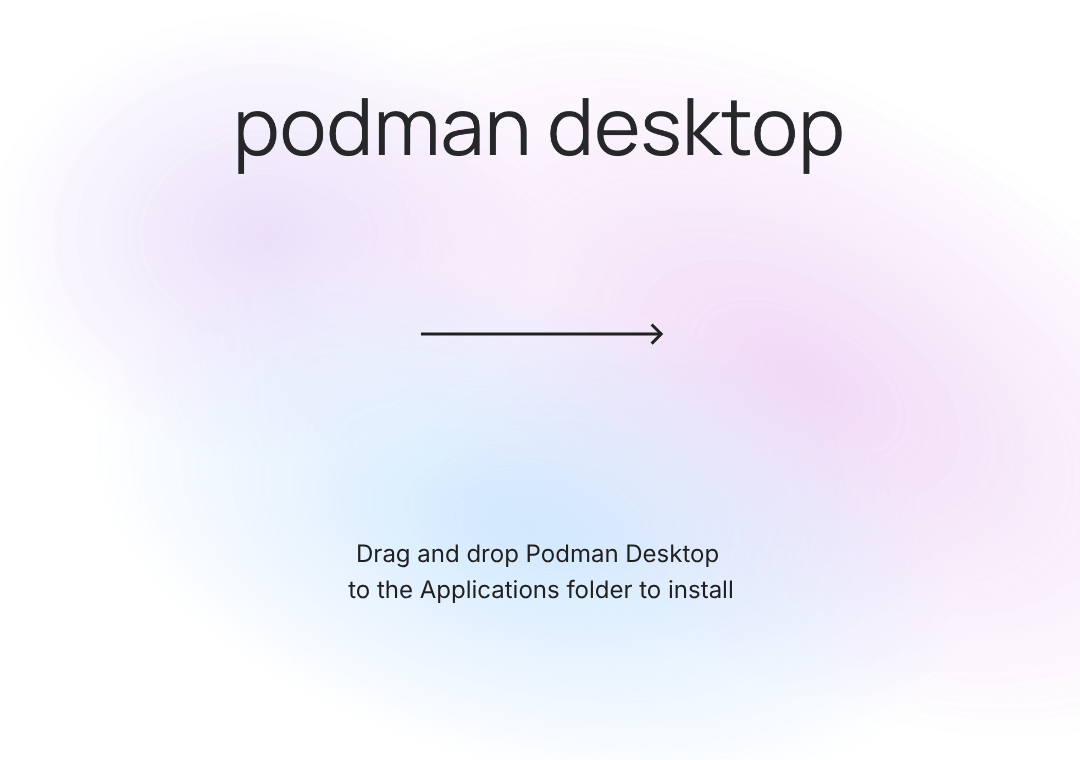 podman desktop
Drag and drop Podman Desktop
to the Applications folder to install